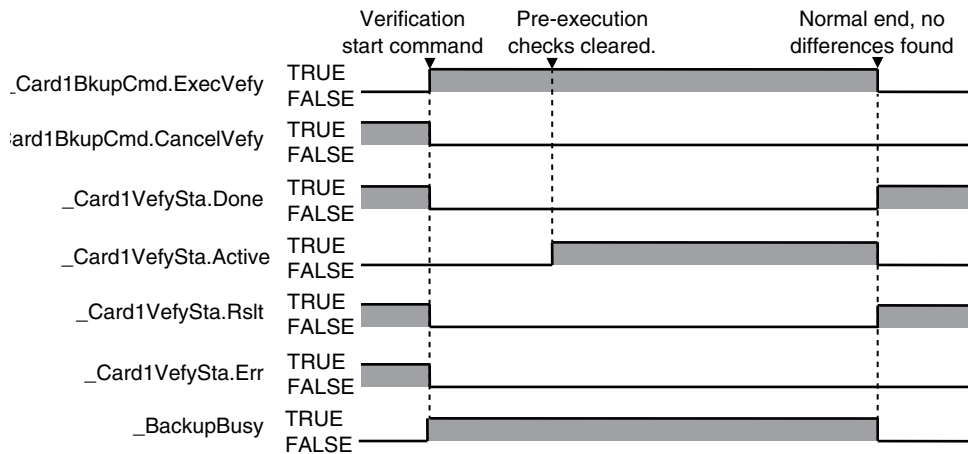 Verification
start command
Pre-execution
checks cleared.
Normal end, no
differences found
_Card1BkupCmd.ExecVefy
TRUE
FALSE
Card1BkupCmd.CancelVefy
TRUE
FALSE
_Card1VefySta.Done
TRUE
FALSE
_Card1VefySta.Active
TRUE
FALSE
_Card1VefySta.Rslt
TRUE
FALSE
_Card1VefySta.Err
TRUE
FALSE
_BackupBusy
TRUE
FALSE